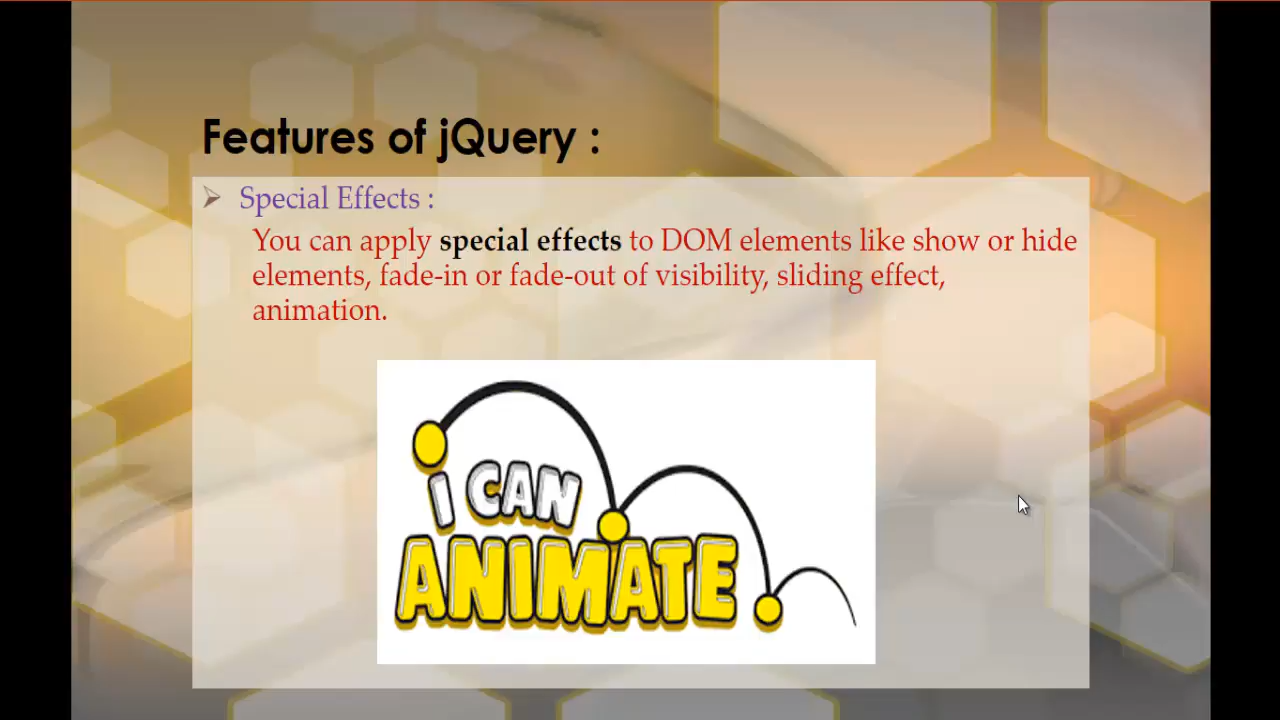 Features of jQuery :
Special Effects :
You can apply special effects to DOM elements like show or hide
elements, fade-in or fade-out of visibility, sliding effect,
animation.
I CAN
ANIMATE